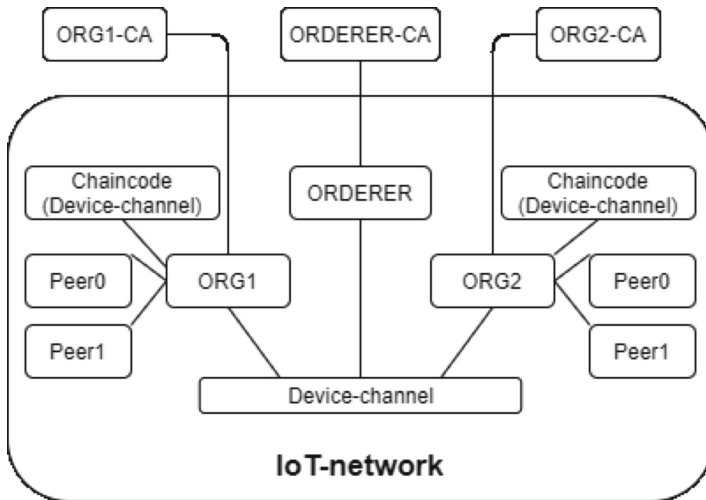 ORG1-CA
ORDERER-CA
ORG2-CA
Chaincode
(Device-channel)
ORDERER
Chaincode
(Device-channel)
Peer0
ORG1
ORG2
Peer0
Peer1
Peer1
Device-channel
IoT-network